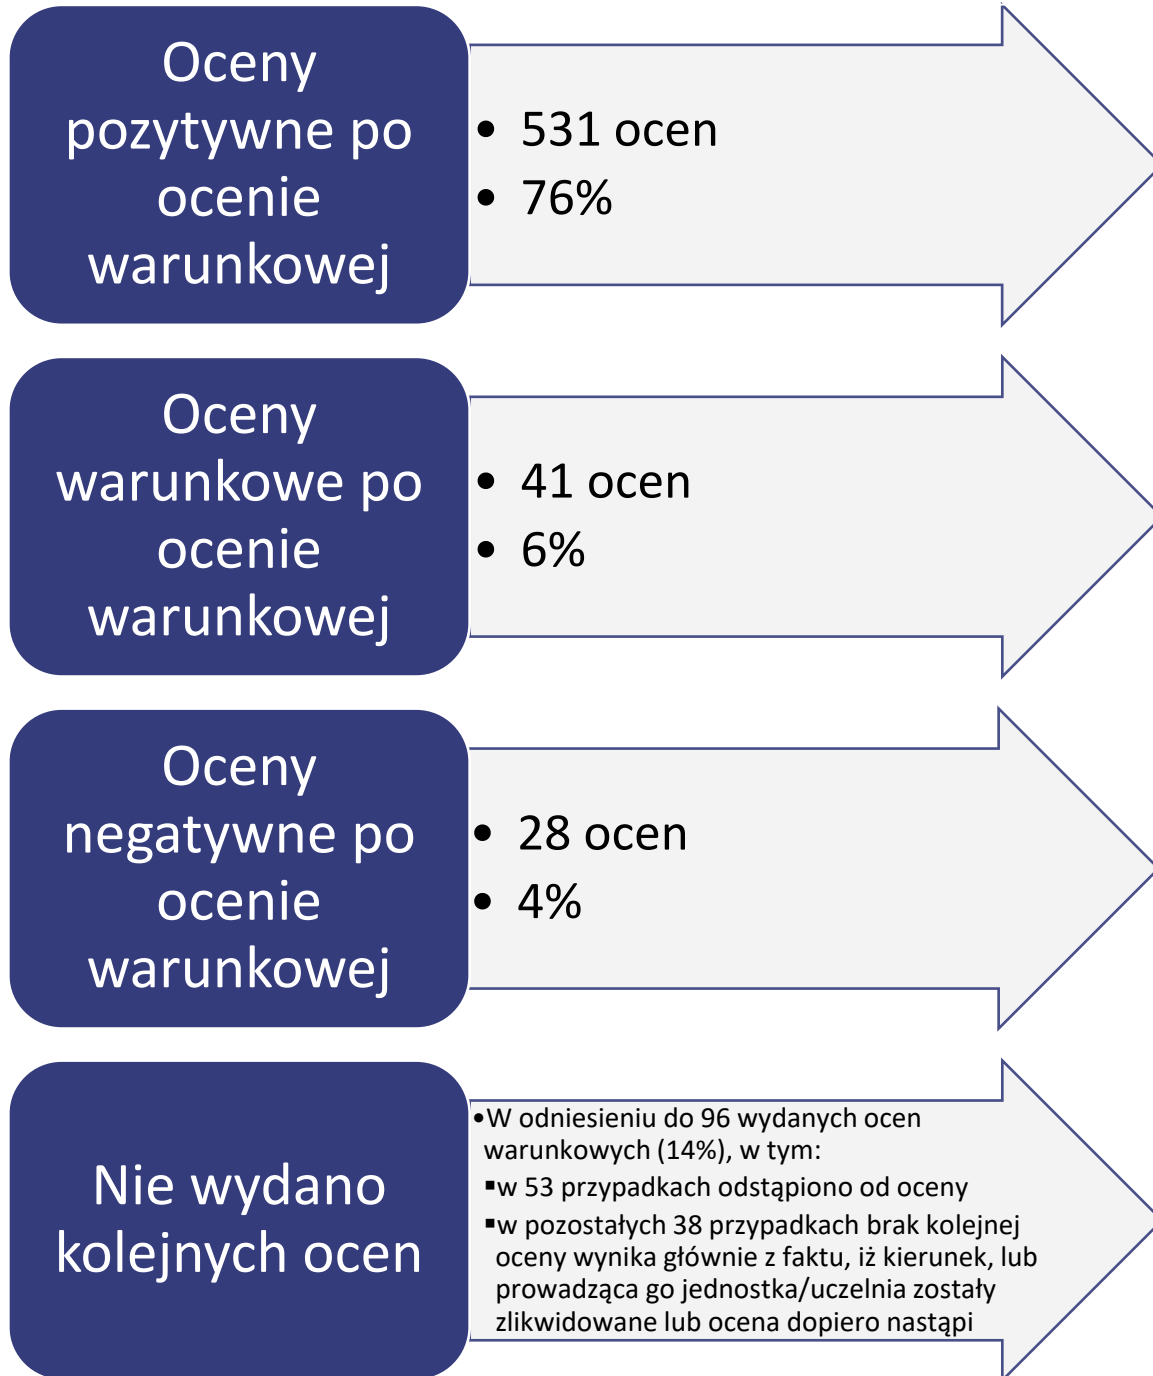 Oceny
pozytywne po
ocenie
warunkowej
• 531 ocen
• 76%
Oceny
warunkowe po
ocenie
warunkowej
• 41 ocen
• 6%
Oceny
negatywne po
ocenie
warunkowej
• 28 ocen
• 4%
Nie wydano
kolejnych ocen
•W odniesieniu do 96 wydanych ocen
warunkowych (14%), w tym:
▪w 53 przypadkach odstąpiono od oceny
▪w pozostałych 38 przypadkach brak kolejnej
oceny wynika głównie z faktu, iż kierunek, lub
prowadząca go jednostka/uczelnia zostały
zlikwidowane lub ocena dopiero nastąpi